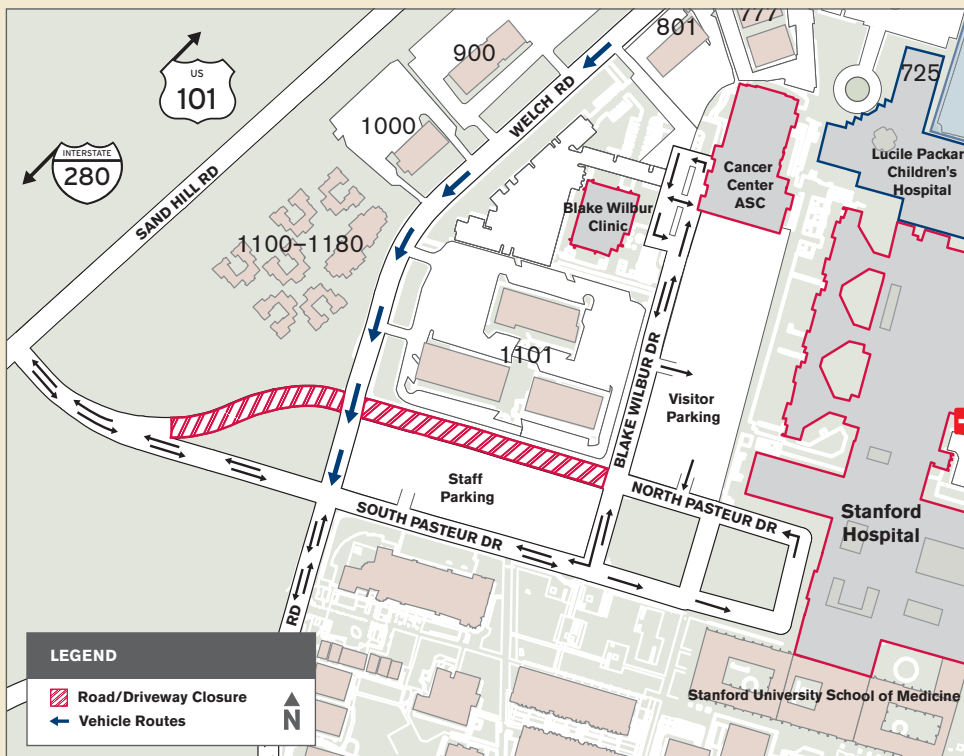 777
801
900
725
US
101
1000
WELCH RD
INTERSTATE
280
SAND HILL RD
Cancer
Center
ASC
Lucile Packar
Children's
Hospital
Blake Wilbur
Clinic
1100–1180
1101
BLAKE WILBUR DR
Visitor
Parking
Staff
Parking
NORTH PASTEUR DR
SOUTH PASTEUR DR
Stanford
Hospital
RD
LEGEND
Road/Driveway Closure
Vehicle Routes
N
Stanford University School of Medicine